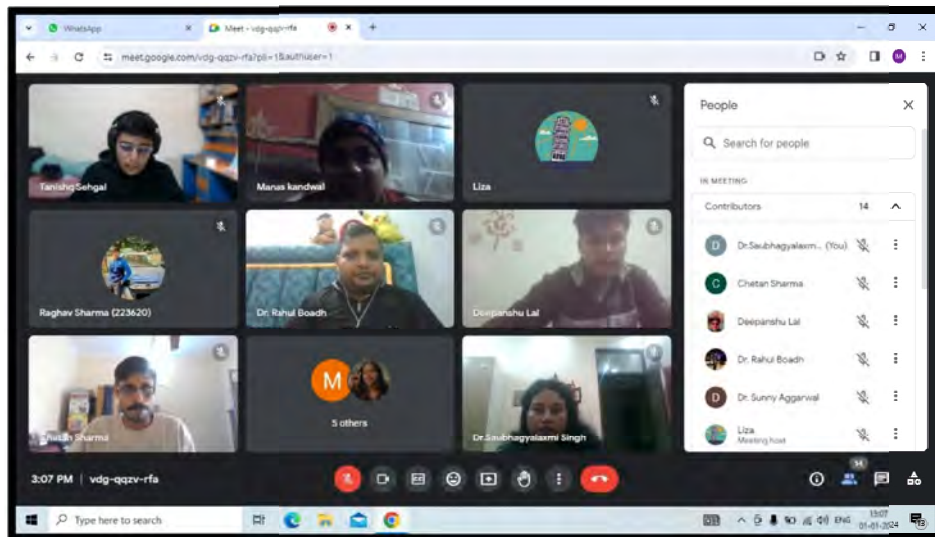 WhatsApp
Meet - vdg-qqzv-rfa
meet.google.com/vdg-qqzv-rfa?pli=1&authuser=1
M
Tanishq Sehgal
Manas kandwal
Liza
Raghav Sharma (223620)
Dr. Rahul Boadh
Deepanshu Lal
Chetan Sharma
M
5 others
Dr.Saubhagyalaxmi Singh
People
Search for people
IN MEETING
Contributors 14
D Dr.Saubhagyalaxm... (You)
C Chetan Sharma
Deepanshu Lal
Dr. Rahul Boadh
D Dr. Sunny Aggarwal
Liza
Meeting host
3:07 PM | vdg-qqzv-rfa
14
Type here to search
ENG
15:07
01-01-2024